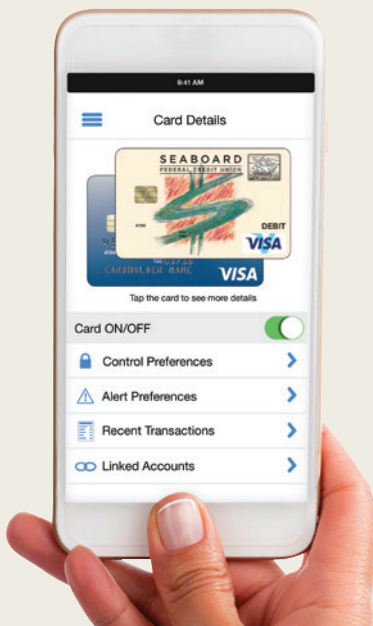 9:41 AM
Card Details
SEABOARD
FEDERAL CREDIT UNION
DEBIT
VISA
CARDHOLDER NAME
VISA
Tap the card to see more details
Card ON/OFF
Control Preferences
Alert Preferences
Recent Transactions
Linked Accounts